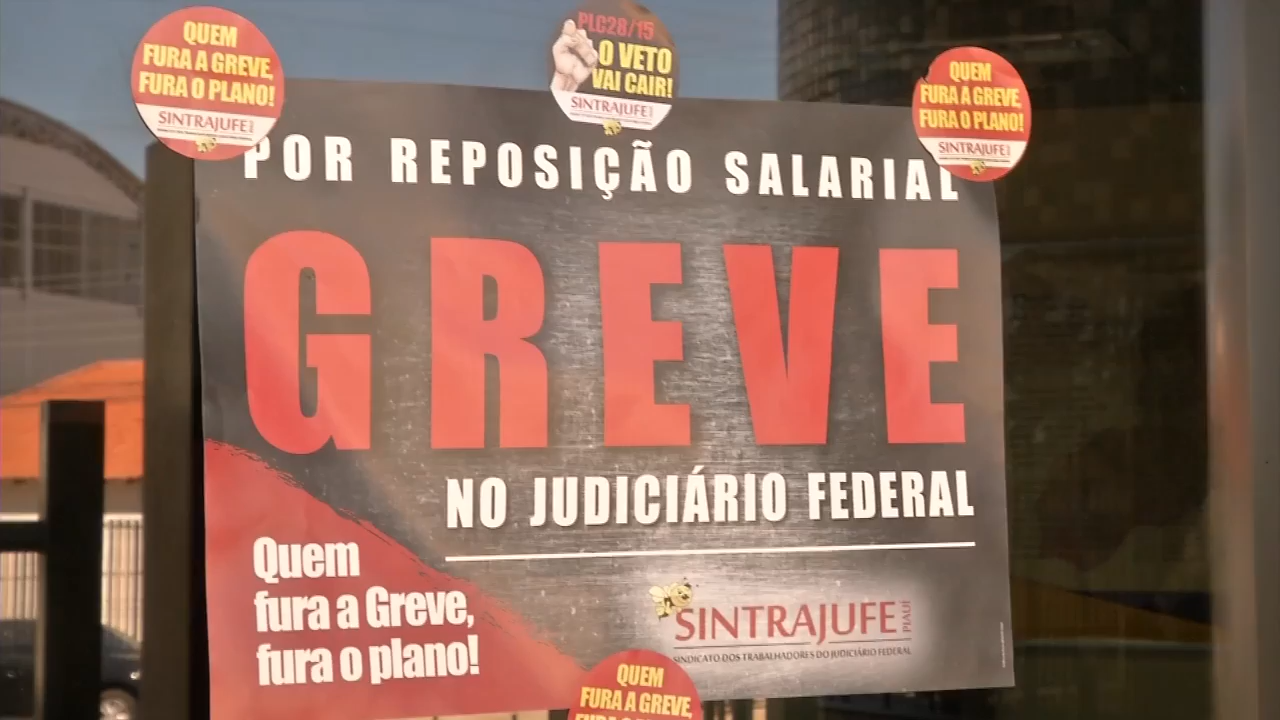 QUEM
FURA A GREVE,
FURA O PLANO!
SINTRAJUFE
PLC28/15
O VETO
VAI CAIR!
SINTRAJUFE
QUEM
FURA A GREVE,
FURA O PLANO!
SINTRAJUFE
POR REPOSIÇÃO SALARIAL
GREVE
NO JUDICIÁRIO FEDERAL
Quem
fura a Greve,
fura o plano!
SINTRAJUFE PIAUÍ
SINDICATO DOS TRABALHADORES DO JUDICIÁRIO FEDERAL
QUEM
FURA A GREVE,